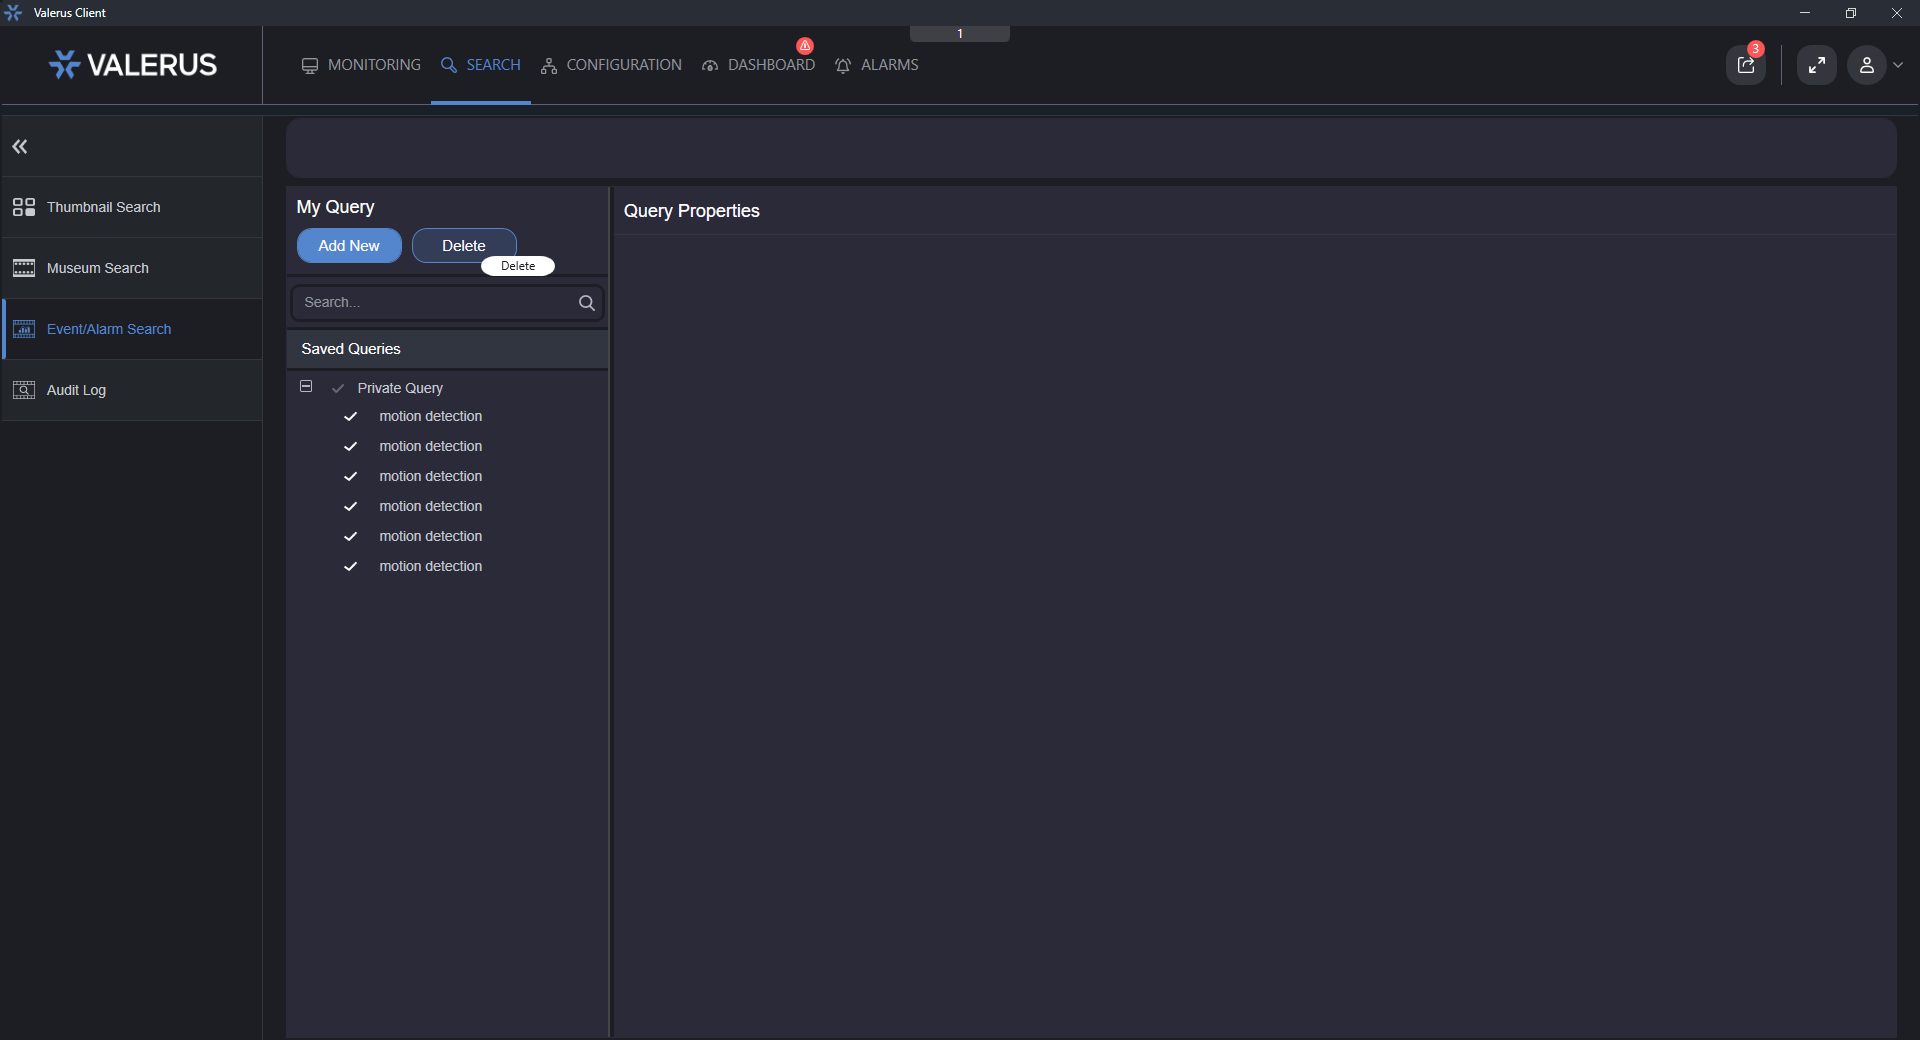 Valerus Client
1
VALERUS
MONITORING
SEARCH
CONFIGURATION
DASHBOARD
ALARMS
3
Thumbnail Search
Museum Search
Event/Alarm Search
Audit Log
My Query
Add New
Delete
Delete
Search...
Saved Queries
Private Query
motion detection
motion detection
motion detection
motion detection
motion detection
motion detection
Query Properties